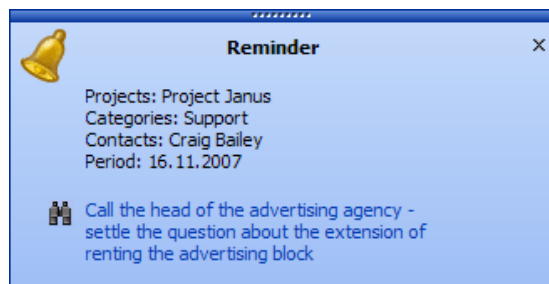 Reminder
Projects: Project Janus
Categories: Support
Contacts: Craig Bailey
Period: 16.11.2007
Call the head of the advertising agency -
settle the question about the extension of
renting the advertising block